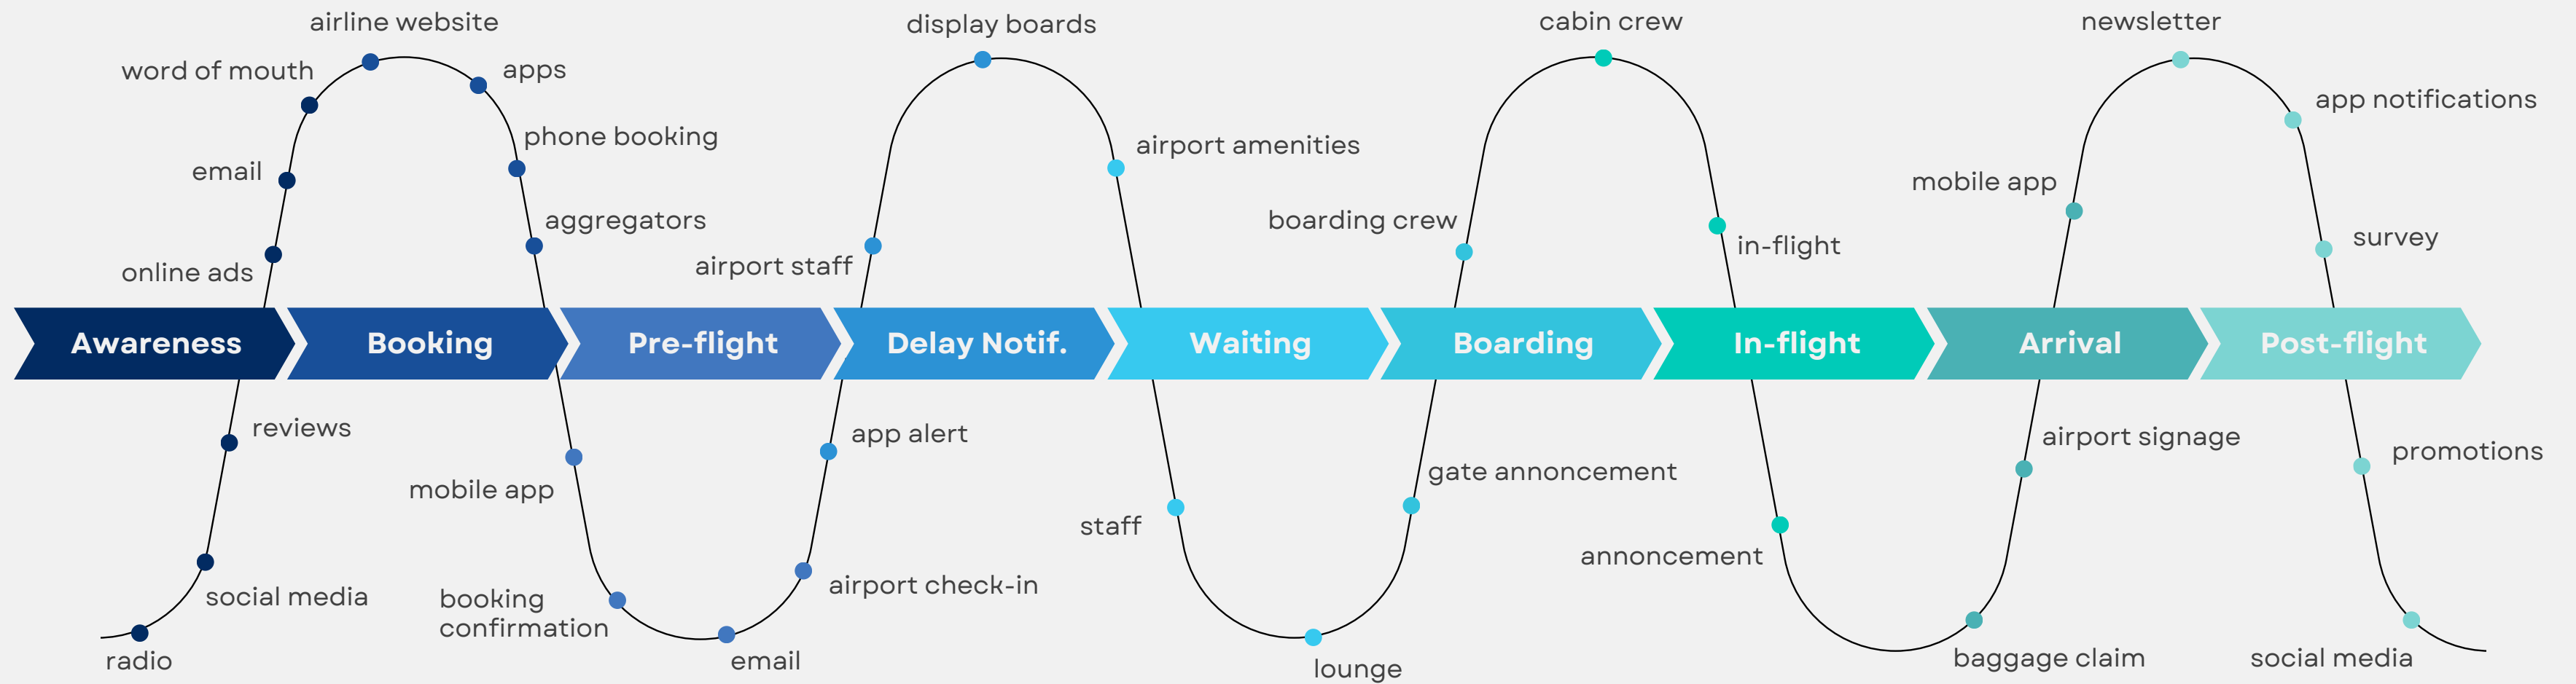 airline website
word of mouth
apps
phone booking
email
aggregators
online ads
display boards
airport amenities
airport staff
cabin crew
boarding crew
in-flight
newsletter
app notifications
mobile app
survey
Awareness
Booking
Pre-flight
Delay Notif.
Waiting
Boarding
In-flight
Arrival
Post-flight
reviews
social media
radio
mobile app
booking
confirmation
email
airport check-in
app alert
staff
lounge
gate annoncement
annoncement
airport signage
baggage claim
promotions
social media